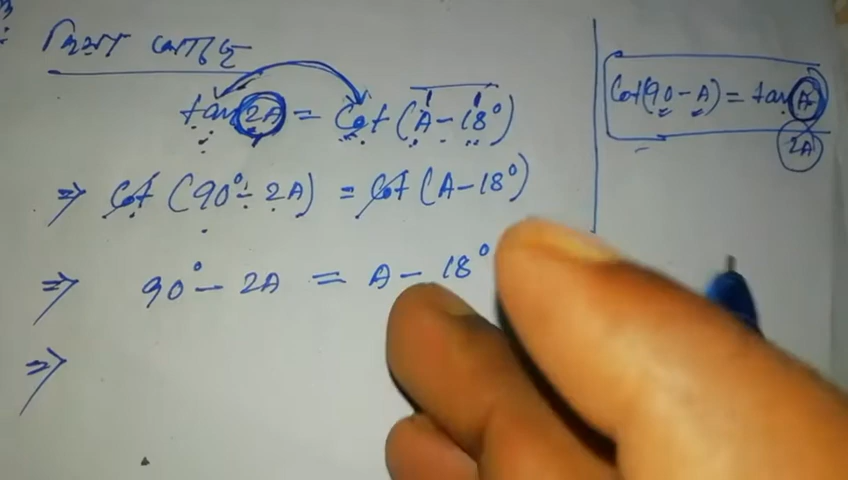 tan 2A = Cot (A - 18°)
Cot(90 - A) = tan A
2A
⇒ Cot (90° - 2A) = Cot (A - 18°)
⇒ 90° - 2A = A - 18°
⇒